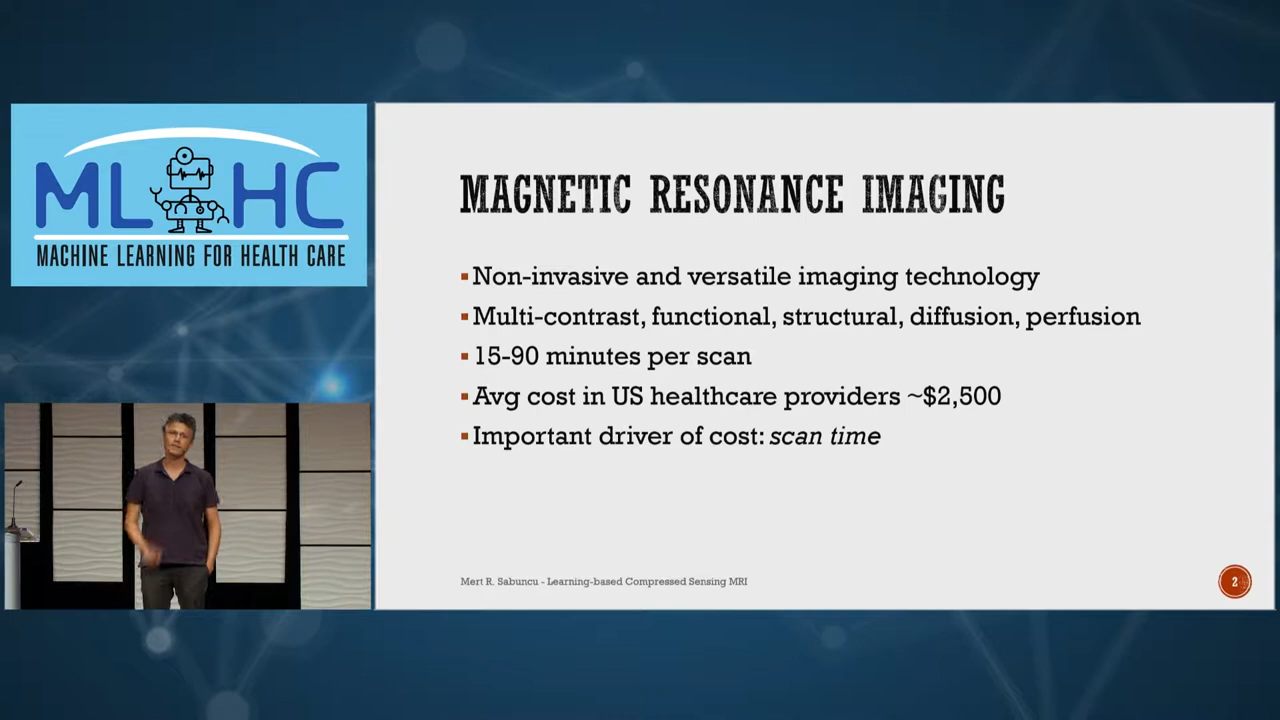 ML HC
MACHINE LEARNING FOR HEALTH CARE
MAGNETIC RESONANCE IMAGING
Non-invasive and versatile imaging technology
Multi-contrast, functional, structural, diffusion, perfusion
15-90 minutes per scan
Avg cost in US healthcare providers ~$2,500
Important driver of cost: scan time
Mert R. Sabuncu - Learning-based Compressed Sensing MRI
2